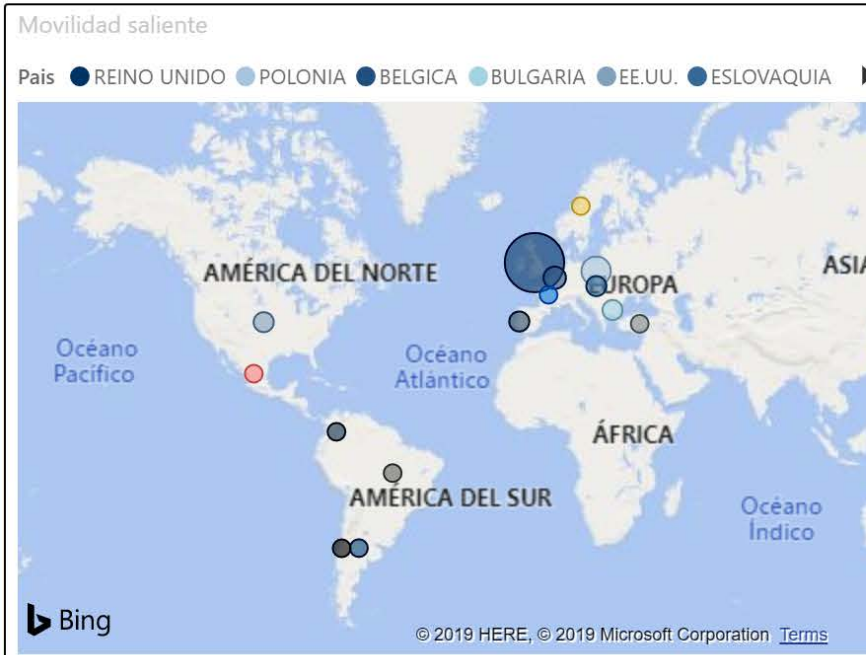 Movilidad saliente
Pais REINO UNIDO POLONIA BELGICA BULGARIA EE.UU. ESLOVAQUIA
AMÉRICA DEL NORTE
EUROPA
ASIA
Océano
Pacífico
Océano
Atlántico
ÁFRICA
AMÉRICA DEL SUR
Océano
Índico
Bing
© 2019 HERE, © 2019 Microsoft Corporation Terms